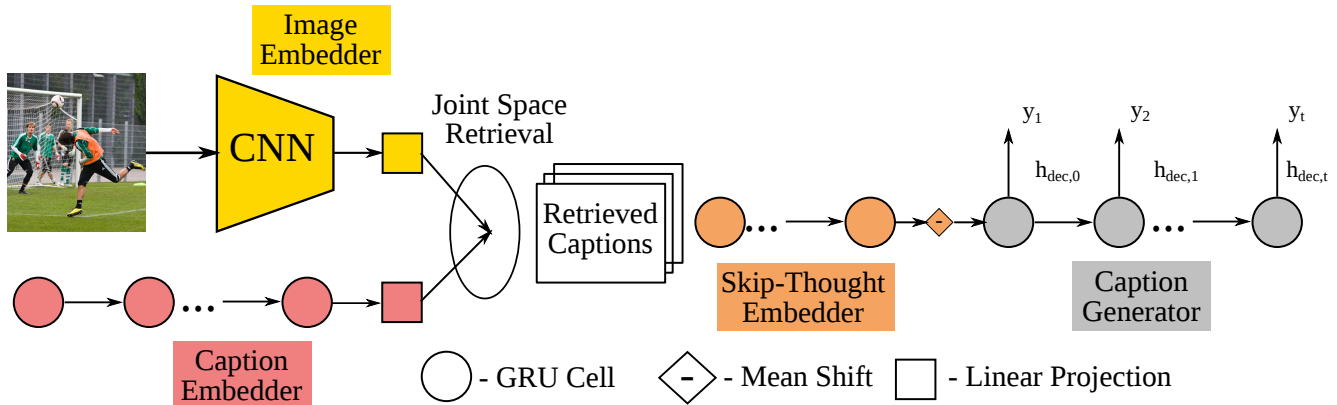 Image
Embedder
CNN
Joint Space
Retrieval
Retrieved
Captions
...
Caption
Embedder
...
Skip-Thought
Embedder
-
y1
y2
yt
hdec,0
hdec,1
hdec,t
...
Caption
Generator
- GRU Cell
- - Mean Shift
- Linear Projection